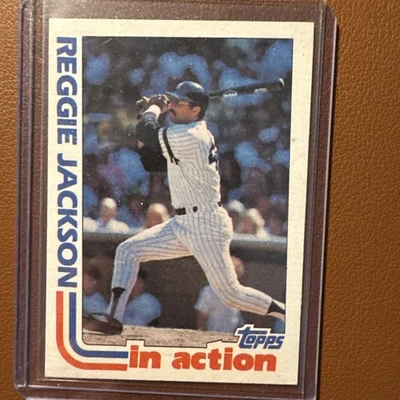 REGGIE JACKSON
topps
in action